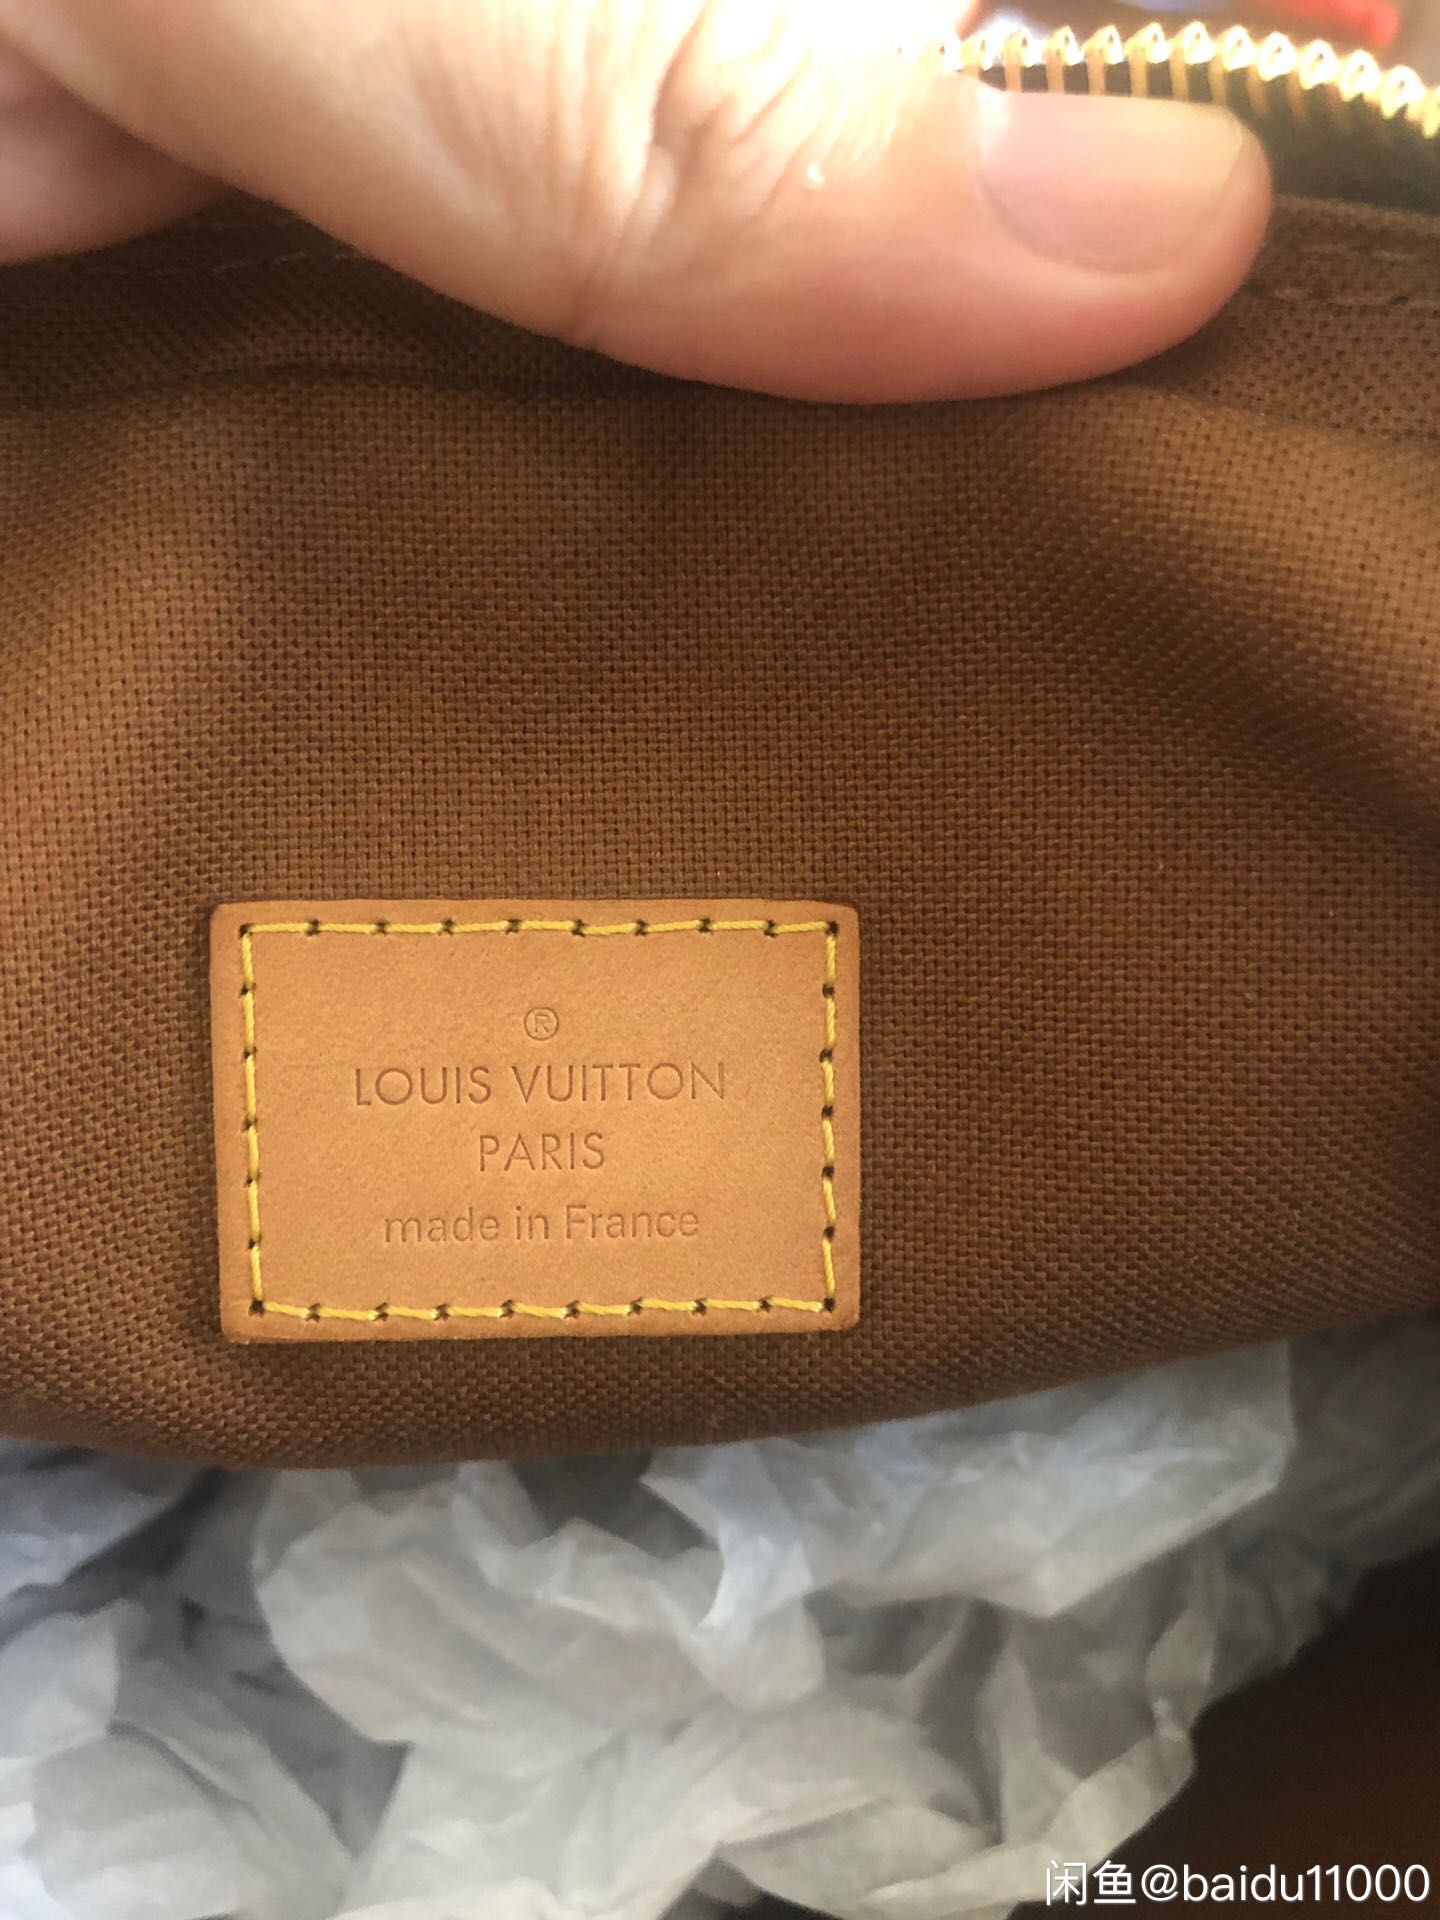 ®
LOUIS VUITTON
PARIS
made in France
闲鱼@baidu11000